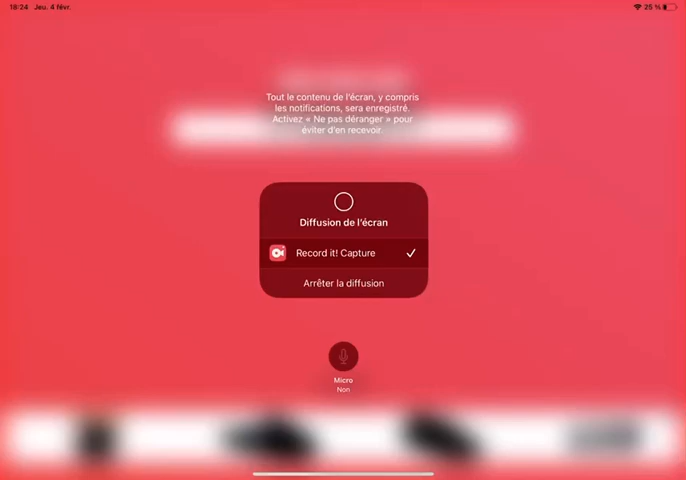 18:24 Jeu. 4 févr.
25 %
Tout le contenu de l'écran, y compris
les notifications, sera enregistré.
Activez « Ne pas déranger » pour
éviter d'en recevoir.
Diffusion de l'écran
Record it! Capture
Arrêter la diffusion
Micro
Non